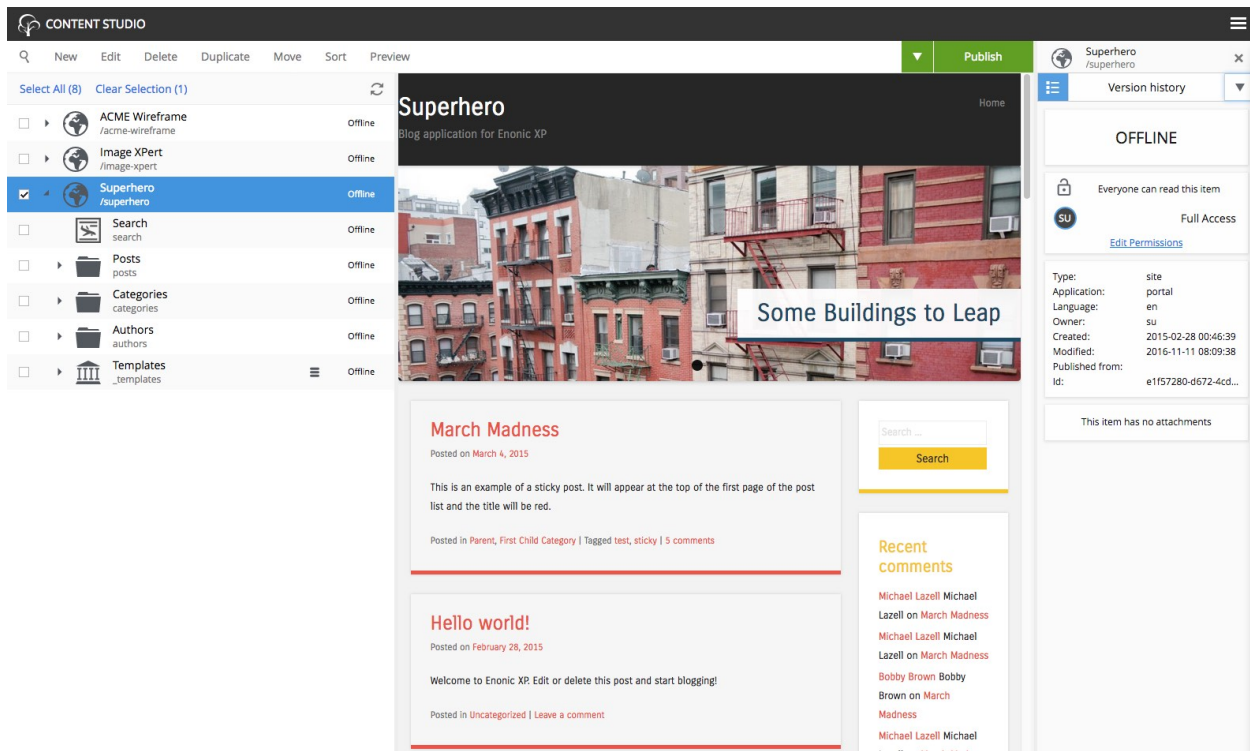 CONTENT STUDIO
New Edit Delete Duplicate Move Sort Preview
Publish
Select All (8) Clear Selection (1)
ACME Wireframe
/acme-wireframe
Offline
Image XPert
/image-xpert
Offline
Superhero
/superhero
Offline
Search
search
Offline
Posts
posts
Offline
Categories
categories
Offline
Authors
authors
Offline
Templates
_templates
Offline
Superhero
Home
Blog application for Enonic XP
Some Buildings to Leap
March Madness
Posted on March 4, 2015
This is an example of a sticky post. It will appear at the top of the first page of the post
list and the title will be red.
Posted in Parent, First Child Category | Tagged test, sticky | 5 comments
Hello world!
Posted on February 28, 2015
Welcome to Enonic XP. Edit or delete this post and start blogging!
Posted in Uncategorized | Leave a comment
Search ...
Search
Recent
comments
Michael Lazell Michael
Lazell on March Madness
Michael Lazell Michael
Lazell on March Madness
Bobby Brown Bobby
Brown on March
Madness
Michael Lazell Michael
Superhero
/superhero
Version history
OFFLINE
Everyone can read this item
SU
Full Access
Edit Permissions
Type: site
Application: portal
Language: en
Owner: su
Created: 2015-02-28 00:46:39
Modified: 2016-11-11 08:09:38
Published from:
Id: e1f57280-d672-4cd...
This item has no attachments